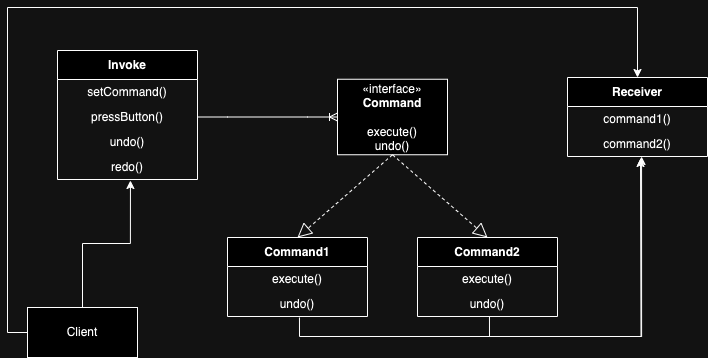 Invoke
setCommand()
pressButton()
undo()
redo()
«interface»
Command
execute()
undo()
Receiver
command1()
command2()
Command1
execute()
undo()
Command2
execute()
undo()
Client